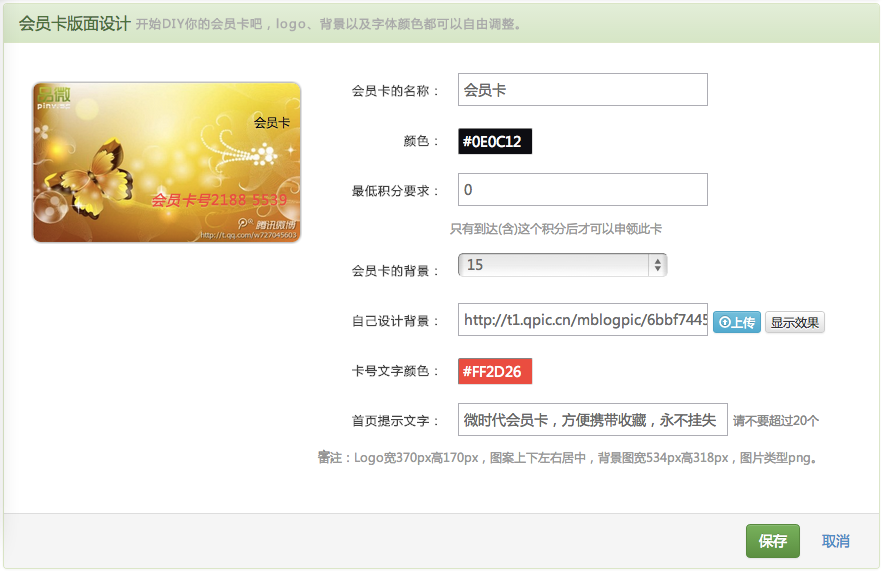 会员卡版面设计 开始DIY你的会员卡吧，logo、背景以及字体颜色都可以自由调整。
品微
pinv.cc
会员卡
会员卡号2188 5539
腾讯微博
http://t.qq.com/w727045603
会员卡的名称： 会员卡
颜色： #0E0C12
最低积分要求： 0
只有到达(含)这个积分后才可以申领此卡
会员卡的背景： 15
自己设计背景： http://t1.qpic.cn/mblogpic/6bbf7445 上传 显示效果
卡号文字颜色： #FF2D26
首页提示文字： 微时代会员卡，方便携带收藏，永不挂失 请不要超过20个字
备注：Logo宽370px高170px，图案上下左右居中，背景图宽534px高318px，图片类型png。
保存 取消